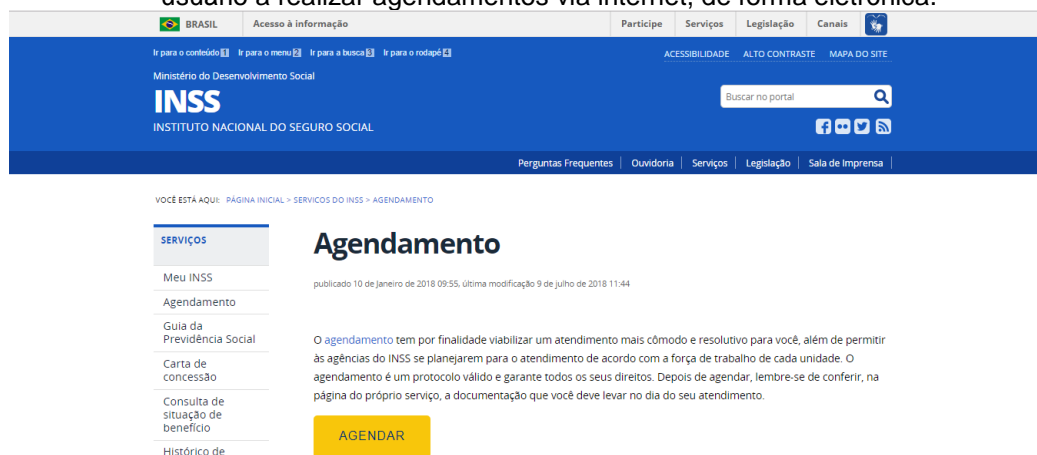 usuário a realizar agendamentos via internet, de forma eletrônica.
BRASIL Acesso à informação Participe Serviços Legislação Canais
Ir para o conteúdo 1 Ir para o menu 2 Ir para a busca 3 Ir para o rodapé 4 ACESSIBILIDADE ALTO CONTRASTE MAPA DO SITE
Ministério do Desenvolvimento Social
INSS
Buscar no portal
INSTITUTO NACIONAL DO SEGURO SOCIAL
Perguntas Frequentes Ouvidoria Serviços Legislação Sala de Imprensa
VOCÊ ESTÁ AQUI: PÁGINA INICIAL > SERVICOS DO INSS > AGENDAMENTO
SERVIÇOS
Meu INSS
Agendamento
Guia da
Previdência Social
Carta de
concessão
Consulta de
situação de
benefício
Histórico de
Agendamento
publicado 10 de Janeiro de 2018 09:55, última modificação 9 de julho de 2018 11:44
O agendamento tem por finalidade viabilizar um atendimento mais cômodo e resolutivo para você, além de permitir
às agências do INSS se planejarem para o atendimento de acordo com a força de trabalho de cada unidade. O
agendamento é um protocolo válido e garante todos os seus direitos. Depois de agendar, lembre-se de conferir, na
página do próprio serviço, a documentação que você deve levar no dia do seu atendimento.
AGENDAR